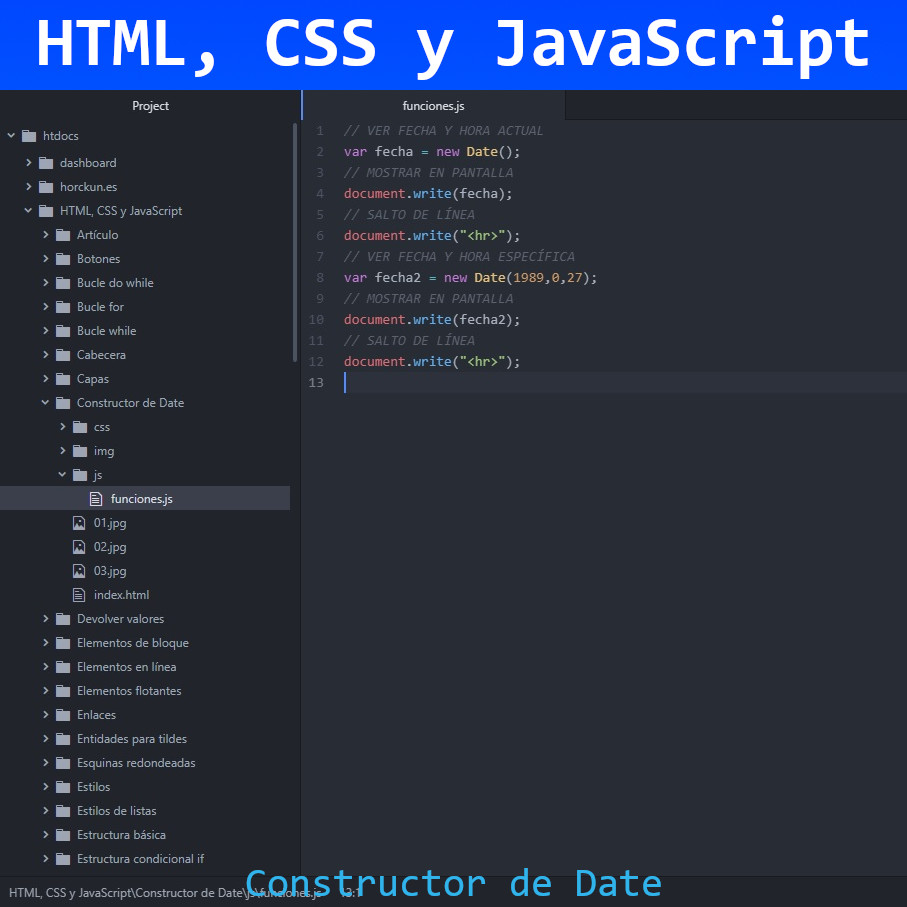 HTML, CSS y JavaScript
Project
htdocs
dashboard
horckun.es
HTML, CSS y JavaScript
Artículo
Botones
Bucle do while
Bucle for
Bucle while
Cabecera
Capas
Constructor de Date
css
img
js
funciones.js
01.jpg
02.jpg
03.jpg
index.html
Devolver valores
Elementos de bloque
Elementos en línea
Elementos flotantes
Enlaces
Entidades para tildes
Esquinas redondeadas
Estilos
Estilos de listas
Estructura básica
Estructura condicional if
funciones.js
1 // VER FECHA Y HORA ACTUAL
2 var fecha = new Date();
3 // MOSTRAR EN PANTALLA
4 document.write(fecha);
5 // SALTO DE LÍNEA
6 document.write("<hr>");
7 // VER FECHA Y HORA ESPECÍFICA
8 var fecha2 = new Date(1989,0,27);
9 // MOSTRAR EN PANTALLA
10 document.write(fecha2);
11 // SALTO DE LÍNEA
12 document.write("<hr>");
13
HTML, CSS y JavaScript\Constructor de Date\js\funciones.js 13:1
Constructor de Date